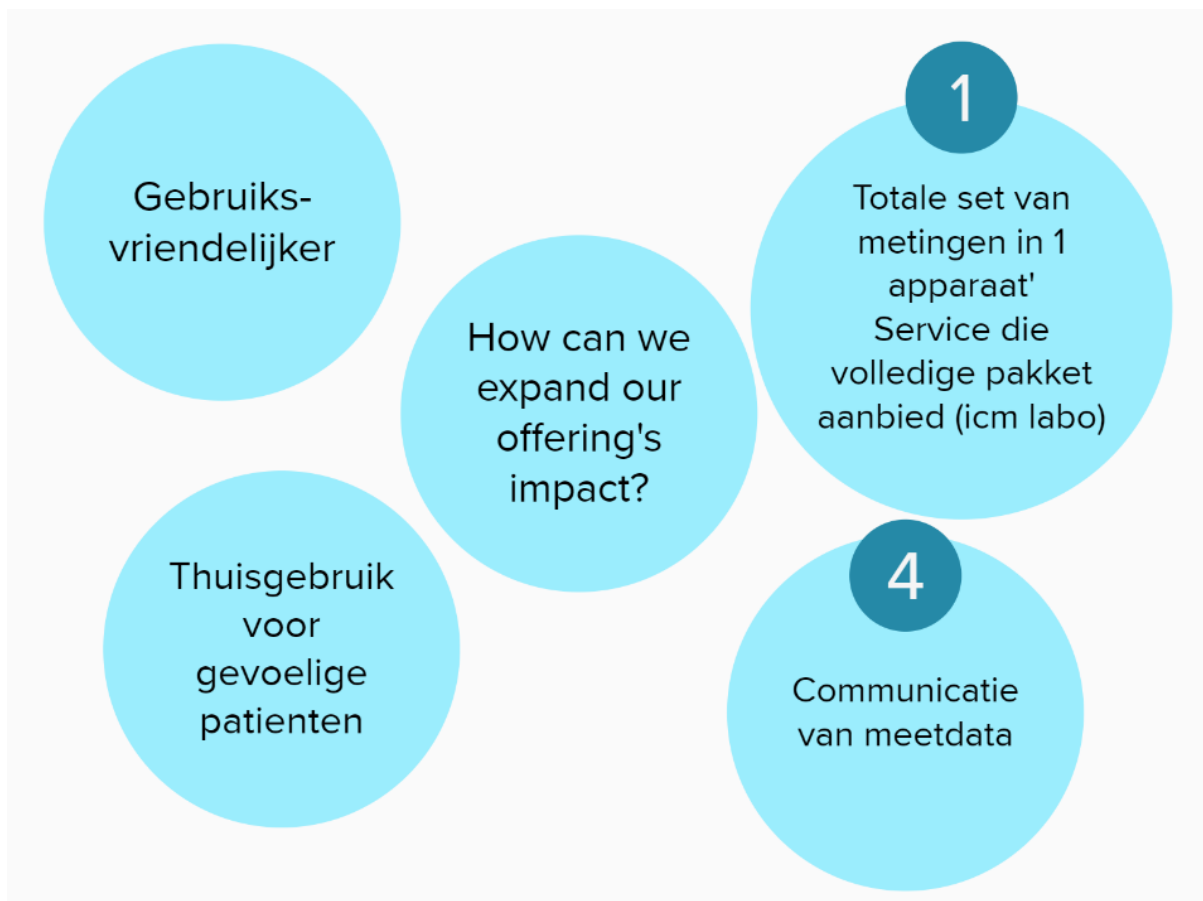 Gebruiks-
vriendelijker
How can we
expand our
offering's
impact?
1
Totale set van
metingen in 1
apparaat'
Service die
volledige pakket
aanbied (icm labo)
Thuisgebruik
voor
gevoelige
patienten
4
Communicatie
van meetdata